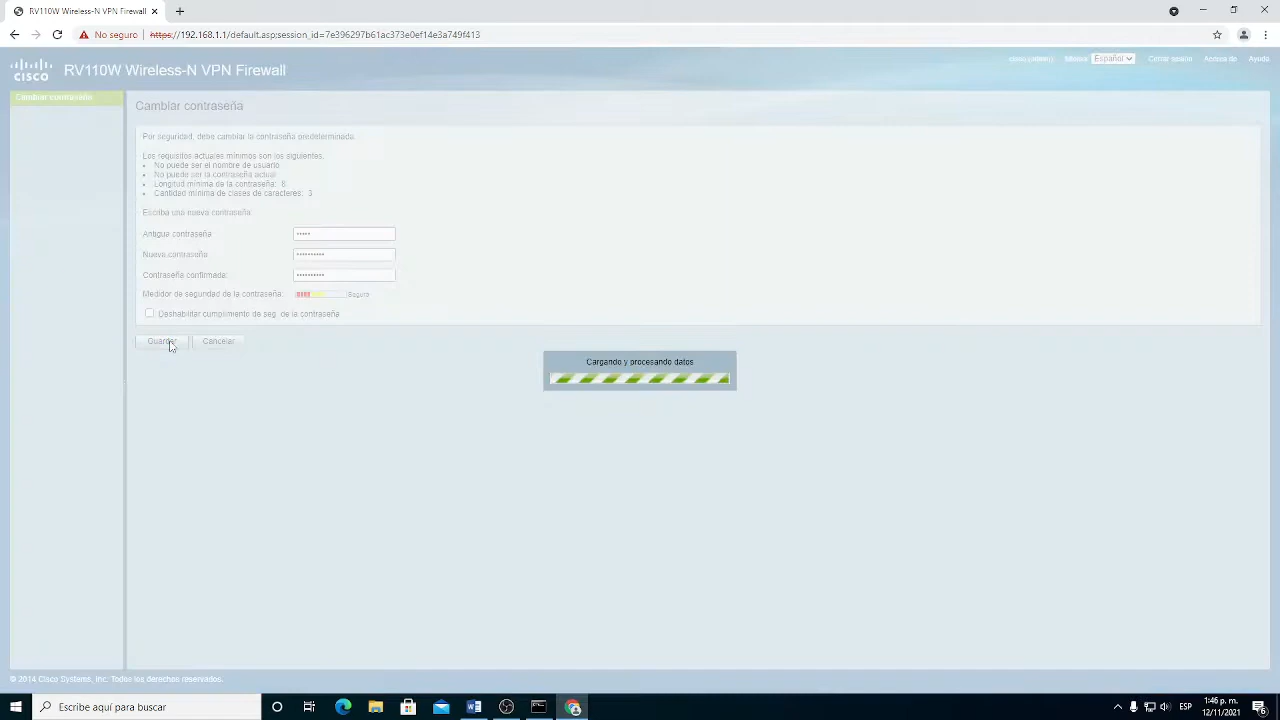 RV110W Wireless-N VPN Firewall
No seguro
https://192.168.1.1/default.asp;session_id=7e396297b61ac373e0ef14e3a749f413
CISCO
RV110W Wireless-N VPN Firewall
cisco (admin)
Español
Cerrar sesión
Acerca de
Ayuda
Cambiar contraseña
Cambiar contraseña
Por seguridad, debe cambiar la contraseña predeterminada.
Los requisitos actuales mínimos son los siguientes.
• No puede ser el nombre de usuario
• No puede ser la contraseña actual
• Longitud mínima de la contraseña: 8
• Cantidad mínima de clases de caracteres: 3
Escriba una nueva contraseña:
Antigua contraseña
•••••
Nueva contraseña:
••••••••••
Contraseña confirmada:
••••••••••
Medidor de seguridad de la contraseña:
Seguro
Deshabilitar cumplimiento de seg. de la contraseña
Guardar
Cancelar
Cargando y procesando datos
© 2014 Cisco Systems, Inc. Todos los derechos reservados.
Escribe aquí para buscar
ESP
1:46 p. m.
12/11/2021